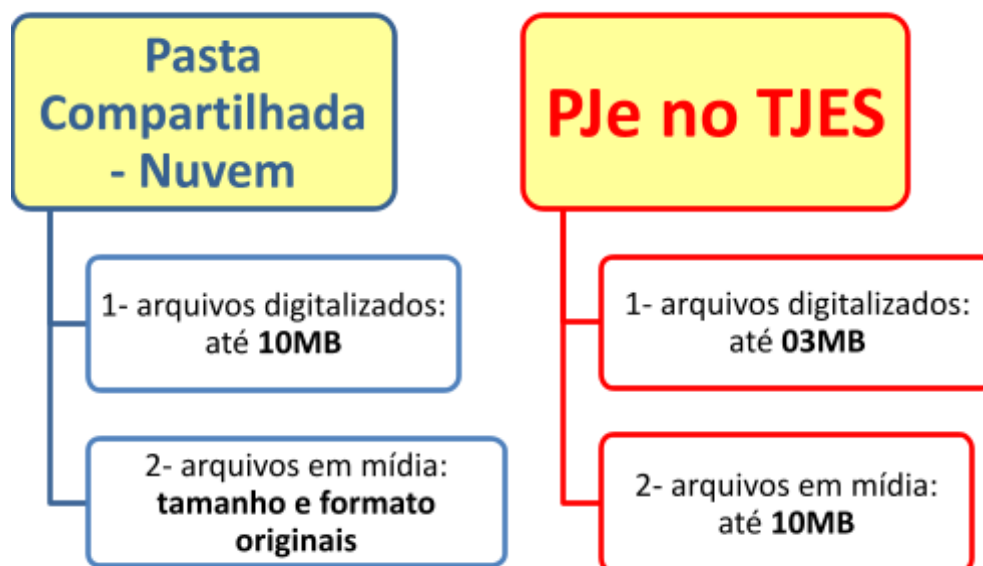 Pasta
Compartilhada
- Nuvem
1- arquivos digitalizados:
até 10MB
2- arquivos em mídia:
tamanho e formato
originais
PJe no TJES
1- arquivos digitalizados:
até 03MB
2- arquivos em mídia:
até 10MB